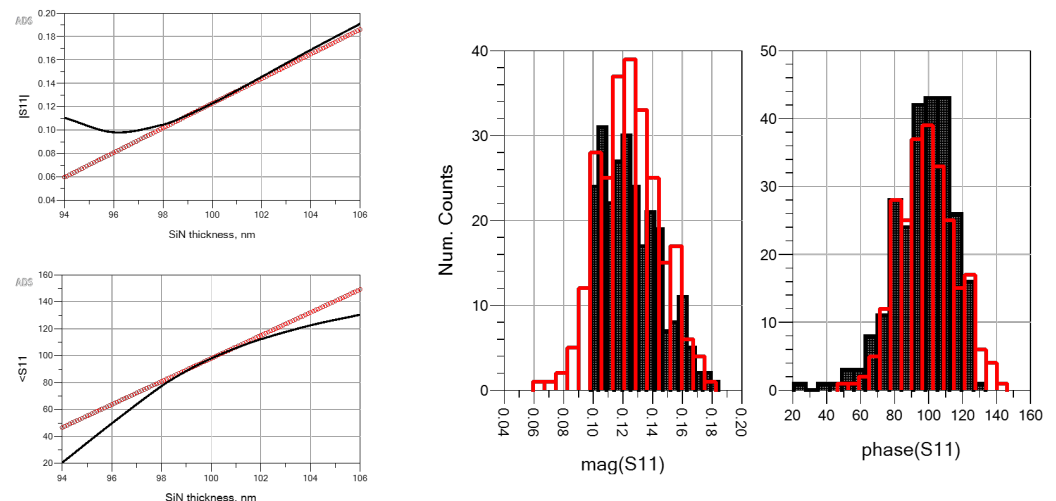 ADS
0.20
0.18
0.16
0.14
0.12
0.10
0.08
0.06
0.04
|S11|
94 96 98 100 102 104 106
SiN thickness, nm
ADS
160
140
120
100
80
60
40
20
<S11
94 96 98 100 102 104 106
SiN thickness, nm
40
30
20
10
0
Num. Counts
0.04 0.06 0.08 0.10 0.12 0.14 0.16 0.18 0.20
mag(S11)
50
40
30
20
10
0
20 40 60 80 100 120 140 160
phase(S11)